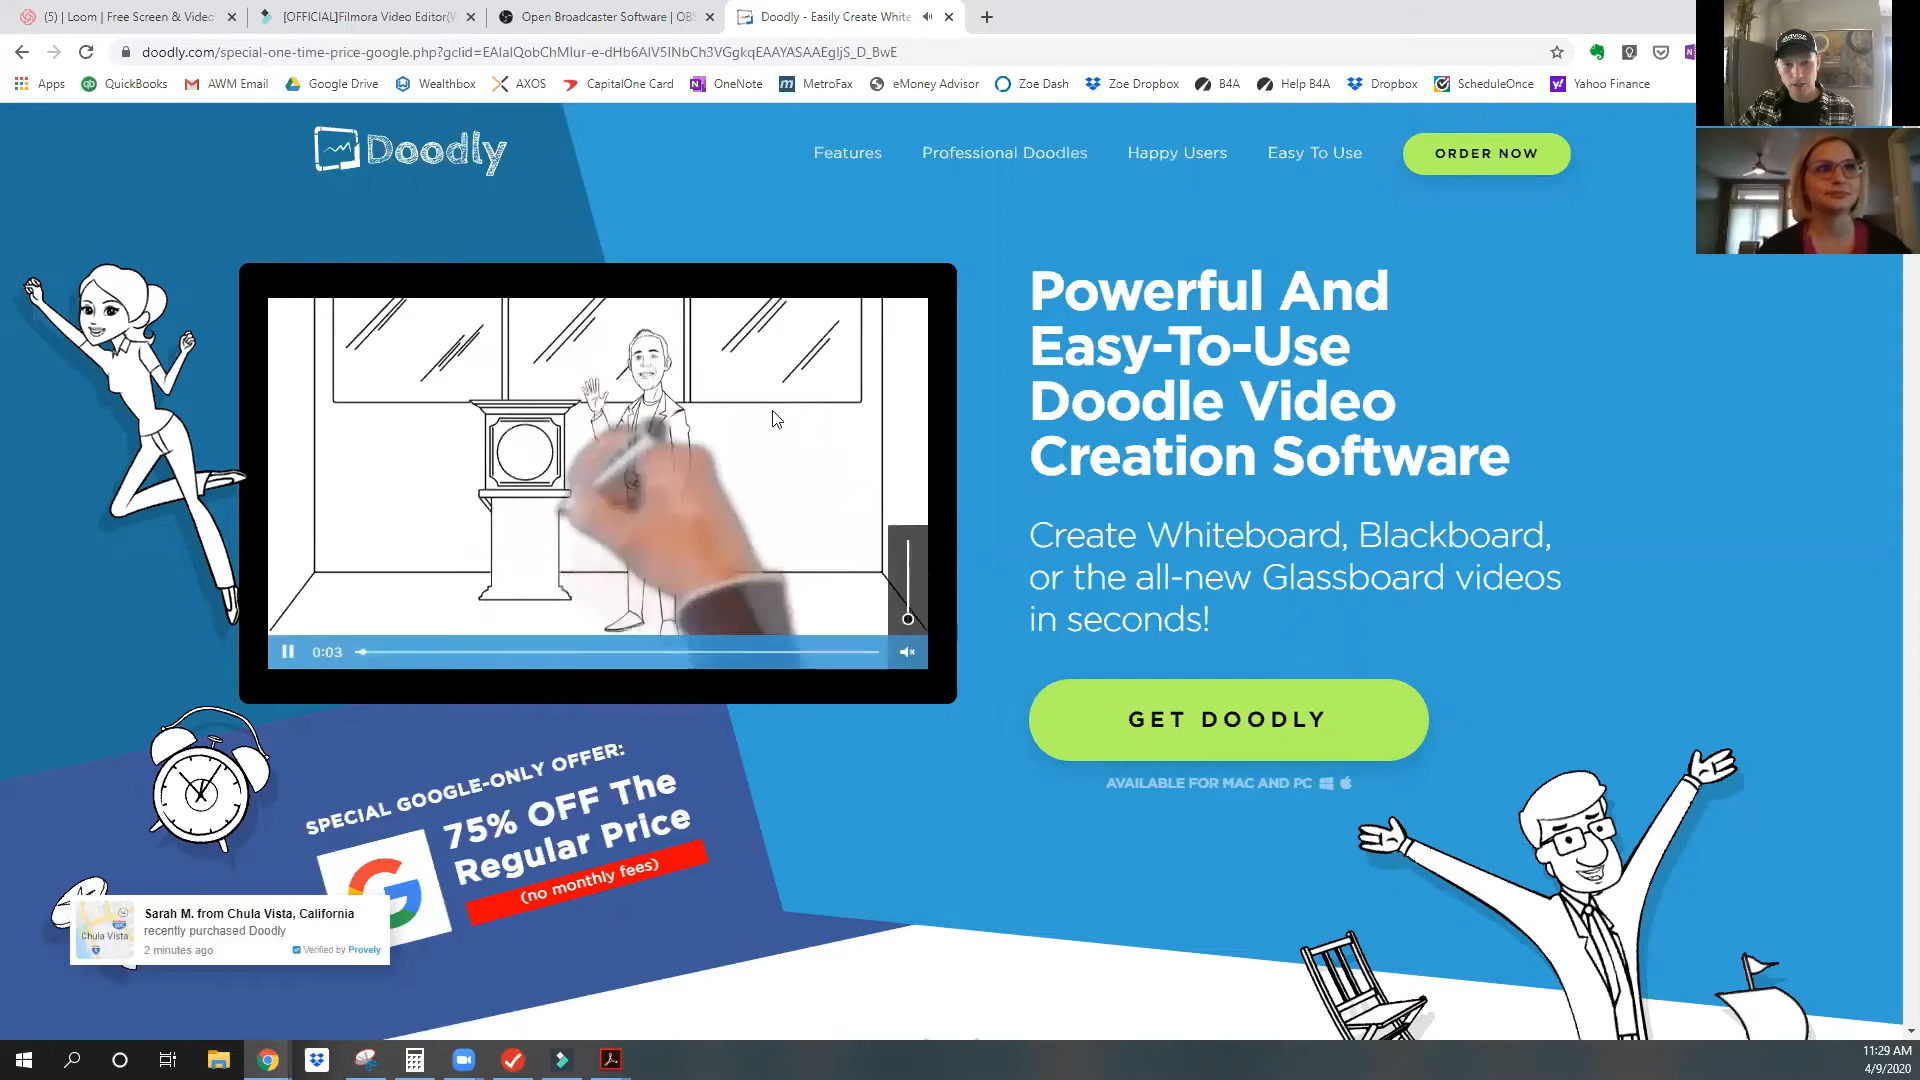 (5) Loom | Free Screen & Video
[OFFICIAL]Filmora Video Editor(W
Open Broadcaster Software | OBS
Doodly - Easily Create White
doodly.com/special-one-time-price-google.php?gclid=EAIaIQobChMIur-e-dHb6AIV5INbCh3VGgkqEAAYASAAEgIjS_D_BwE
Apps
QuickBooks
AWM Email
Google Drive
Wealthbox
AXOS
CapitalOne Card
OneNote
MetroFax
eMoney Advisor
Zoe Dash
Zoe Dropbox
B4A
Help B4A
Dropbox
ScheduleOnce
Yahoo Finance
Doodly
Features
Professional Doodles
Happy Users
Easy To Use
ORDER NOW
Powerful And
Easy-To-Use
Doodle Video
Creation Software
Create Whiteboard, Blackboard,
or the all-new Glassboard videos
in seconds!
0:03
GET DOODLY
AVAILABLE FOR MAC AND PC
SPECIAL GOOGLE-ONLY OFFER:
75% OFF The
Regular Price
(no monthly fees)
Sarah M. from Chula Vista, California
recently purchased Doodly
2 minutes ago
Verified by Provely
Chula Vista
11:29 AM
4/9/2020